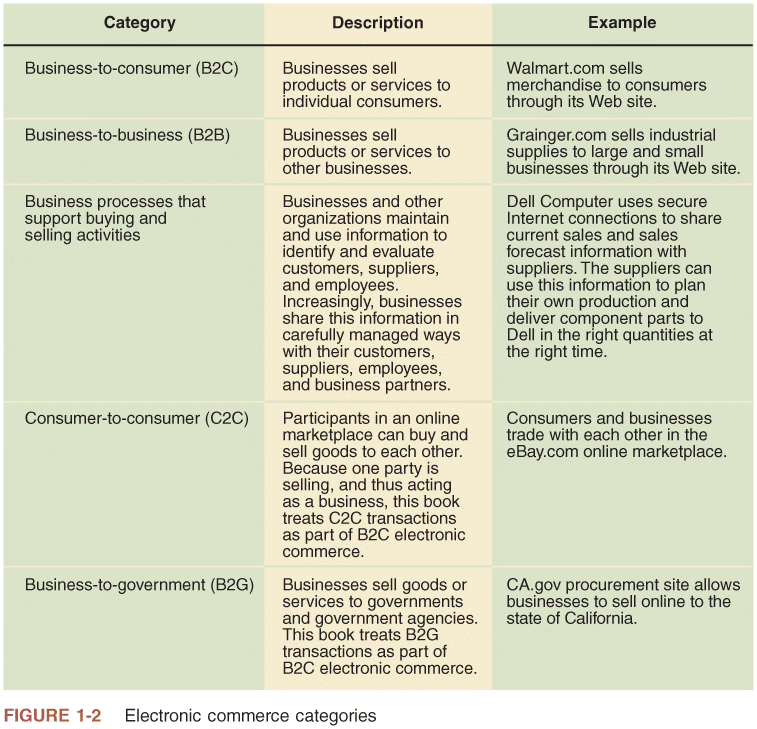 Category
Description
Example
Business-to-consumer (B2C)
Businesses sell
products or services to
individual consumers.
Walmart.com sells
merchandise to consumers
through its Web site.
Business-to-business (B2B)
Businesses sell
products or services to
other businesses.
Grainger.com sells industrial
supplies to large and small
businesses through its Web site.
Business processes that
support buying and
selling activities
Businesses and other
organizations maintain
and use information to
identify and evaluate
customers, suppliers,
and employees.
Increasingly, businesses
share this information in
carefully managed ways
with their customers,
suppliers, employees,
and business partners.
Dell Computer uses secure
Internet connections to share
current sales and sales
forecast information with
suppliers. The suppliers can
use this information to plan
their own production and
deliver component parts to
Dell in the right quantities at
the right time.
Consumer-to-consumer (C2C)
Participants in an online
marketplace can buy and
sell goods to each other.
Because one party is
selling, and thus acting
as a business, this book
treats C2C transactions
as part of B2C electronic
commerce.
Consumers and businesses
trade with each other in the
eBay.com online marketplace.
Business-to-government (B2G)
Businesses sell goods or
services to governments
and government agencies.
This book treats B2G
transactions as part of
B2C electronic commerce.
CA.gov procurement site allows
businesses to sell online to the
state of California.
FIGURE 1-2 Electronic commerce categories